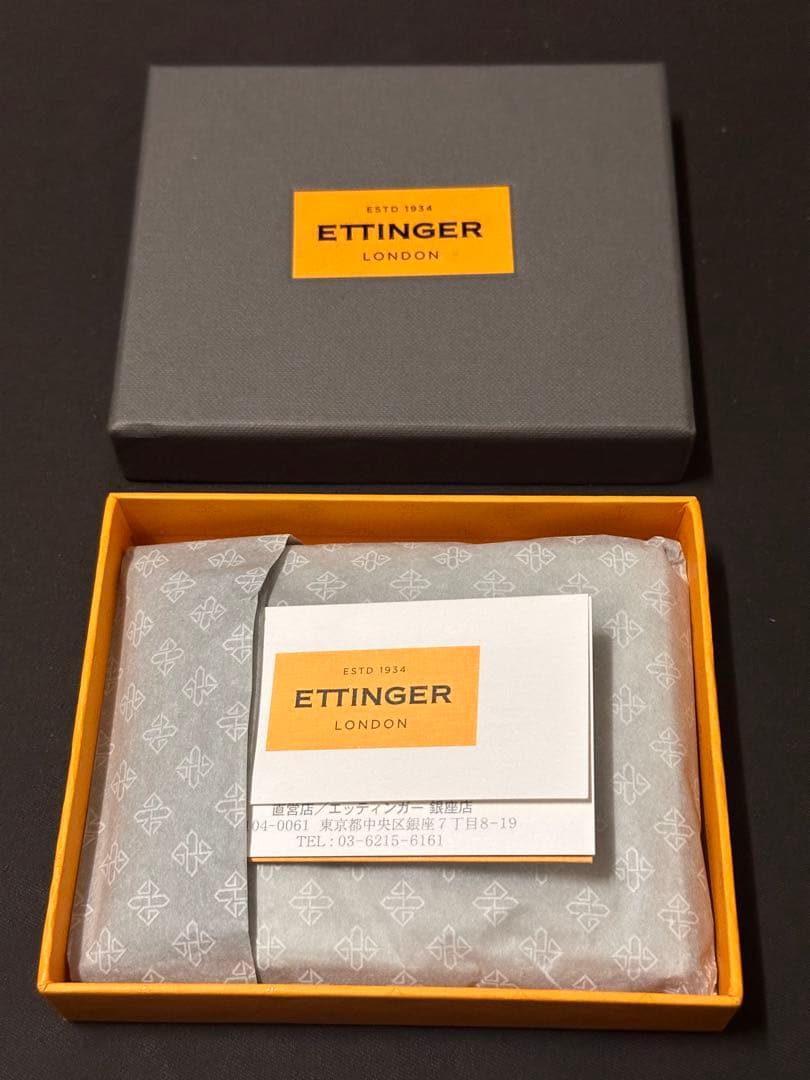 ESTD 1934
ETTINGER
LONDON
ESTD 1934
ETTINGER
LONDON
直営店／エッティンガー 銀座店
04-0061 東京都中央区銀座７丁目8-19
TEL : 03-6215-6161